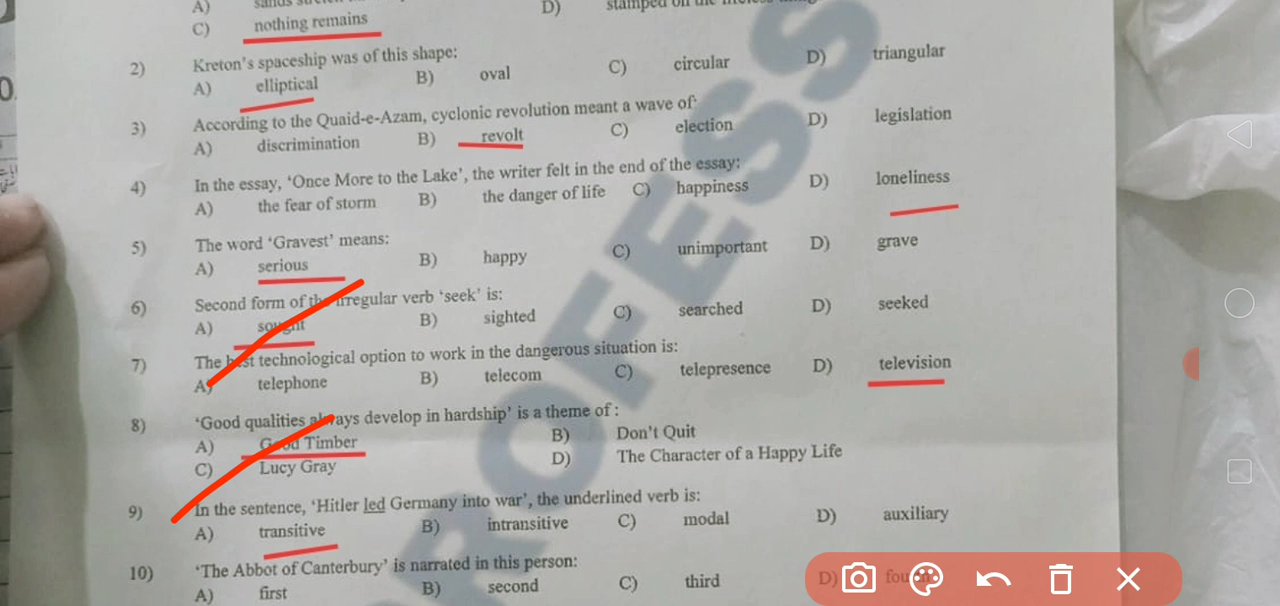 A) D) stamped on the
C) nothing remains
2) Kreton's spaceship was of this shape:
A) elliptical B) oval C) circular D) triangular
3) According to the Quaid-e-Azam, cyclonic revolution meant a wave of:
A) discrimination B) revolt C) election D) legislation
4) In the essay, 'Once More to the Lake', the writer felt in the end of the essay:
A) the fear of storm B) the danger of life C) happiness D) loneliness
5) The word 'Gravest' means:
A) serious B) happy C) unimportant D) grave
6) Second form of the irregular verb 'seek' is:
A) sought B) sighted C) searched D) seeked
7) The best technological option to work in the dangerous situation is:
A) telephone B) telecom C) telepresence D) television
8) 'Good qualities always develop in hardship' is a theme of :
A) Good Timber B) Don't Quit
C) Lucy Gray D) The Character of a Happy Life
9) In the sentence, 'Hitler led Germany into war', the underlined verb is:
A) transitive B) intransitive C) modal D) auxiliary
10) 'The Abbot of Canterbury' is narrated in this person:
A) first B) second C) third D)
ROFESS